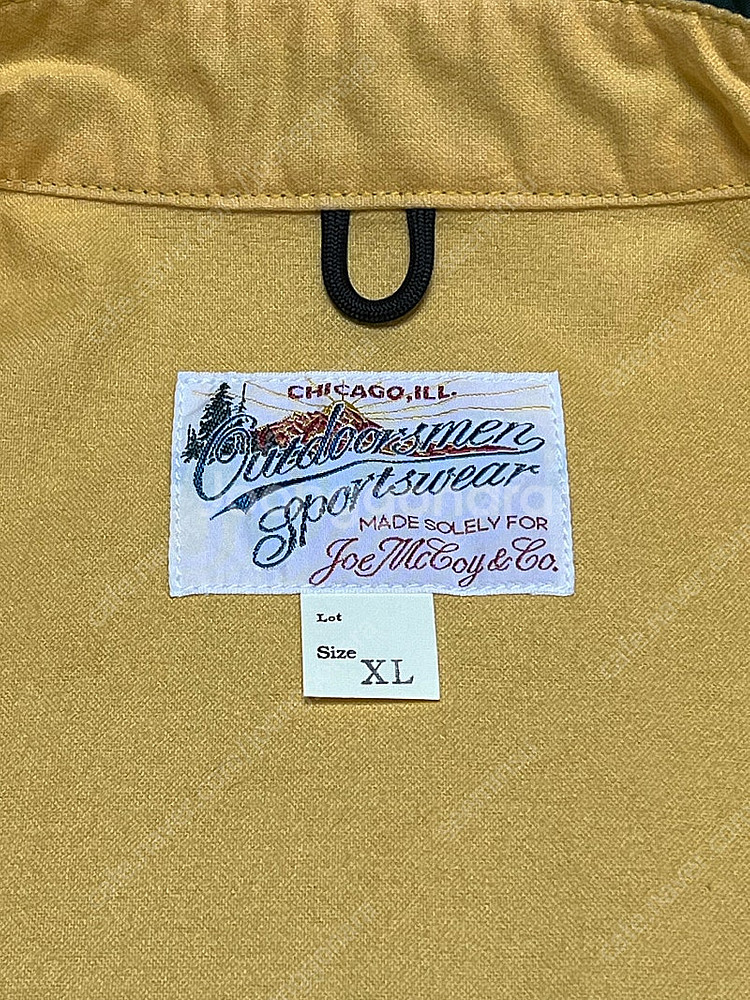 CHICAGO, ILL.
Outdoorsmen
Sportswear
MADE SOLELY FOR
Joe McCoy & Co.
Lot
Size XL